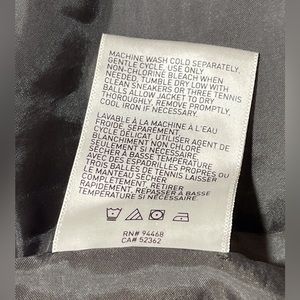 MACHINE WASH COLD SEPARATELY,
GENTLE CYCLE, USE ONLY
NON-CHLORINE BLEACH WHEN
NEEDED, TUMBLE DRY LOW WITH
CLEAN SNEAKERS OR THREE TENNIS
BALLS ALLOW JACKET TO DRY
THOROUGHLY, REMOVE PROMPTLY,
COOL IRON IF NECESSARY.
LAVABLE À LA MACHINE À L'EAU
FROIDE, SÉPARÉMENT
CYCLE DÉLICAT, UTILISER AGENT DE
BLANCHIMENT NON CHLORÉ
SEULEMENT SI NÉCESSAIRE
SÉCHER À BASSE TEMPÉRATURE
AVEC DES ESPADRILLES PROPRES OU
TROIS BALLES DE TENNIS LAISSER
LE MANTEAU SÉCHER
COMPLÈTEMENT, RETIRER
RAPIDEMENT, REPASSER À BASSE
TEMPÉRATURE SI NÉCESSAIRE
RN# 94468
CA# 52362